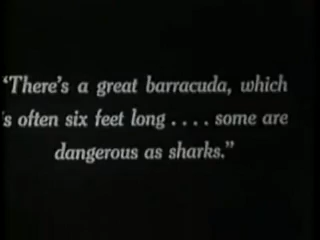 ‘There's a great barracuda, which
's often six feet long .... some are
dangerous as sharks.”